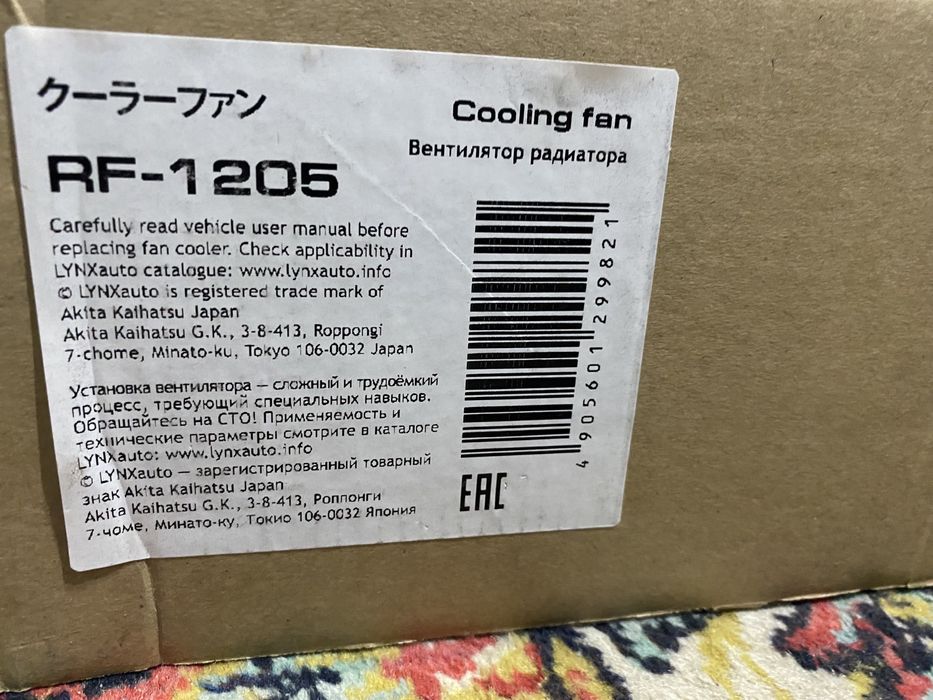 クーラーファン
Cooling fan
Вентилятор радиатора
RF-1205
Carefully read vehicle user manual before
replacing fan cooler. Check applicability in
LYNXauto catalogue: www.lynxauto.info
© LYNXauto is registered trade mark of
Akita Kaihatsu Japan
Akita Kaihatsu G.K., 3-8-413, Roppongi
7-chome, Minato-ku, Tokyo 106-0032 Japan
Установка вентилятора — сложный и трудоёмкий
процесс, требующий специальных навыков.
Обращайтесь на СТО! Применяемость и
технические параметры смотрите в каталоге
LYNXauto: www.lynxauto.info
© LYNXauto — зарегистрированный товарный
знак Akita Kaihatsu Japan
Akita Kaihatsu G.K., 3-8-413, Роппонги
7-чоме, Минато-ку, Токио 106-0032 Япония
4 905601 299821
EAC